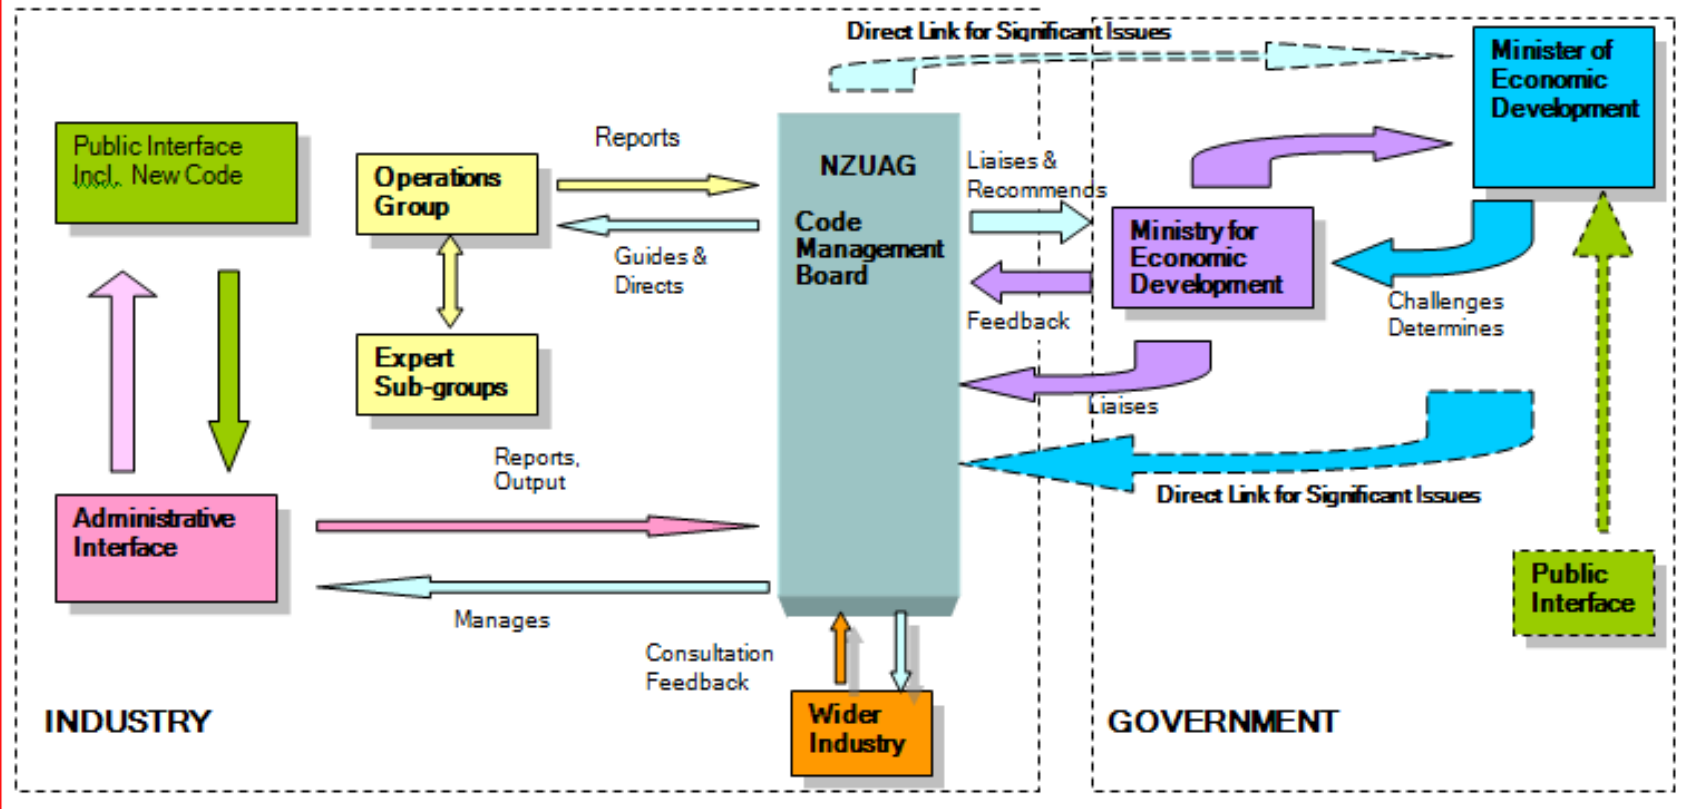 Direct Link for Significant Issues
Minister of
Economic
Development
Public Interface
Incl.  New Code
Operations
Group
Reports
NZUAG
Code
Management
Board
Liaises &
Recommends
Ministry for
Economic
Development
Guides &
Directs
Feedback
Challenges
Determines
Expert
Sub-groups
Liaises
Reports,
Output
Direct Link for Significant Issues
Administrative
Interface
Manages
Public
Interface
Consultation
Feedback
Wider
Industry
INDUSTRY
GOVERNMENT